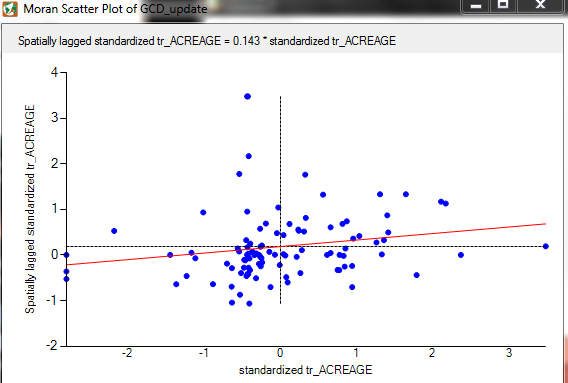 Moran Scatter Plot of GCD_update
Spatially lagged standardized tr_ACREAGE = 0.143 * standardized tr_ACREAGE
Spatially lagged standardized tr_ACREAGE
4
3
2
1
0
-1
-2
-2 -1 0 1 2 3
standardized tr_ACREAGE